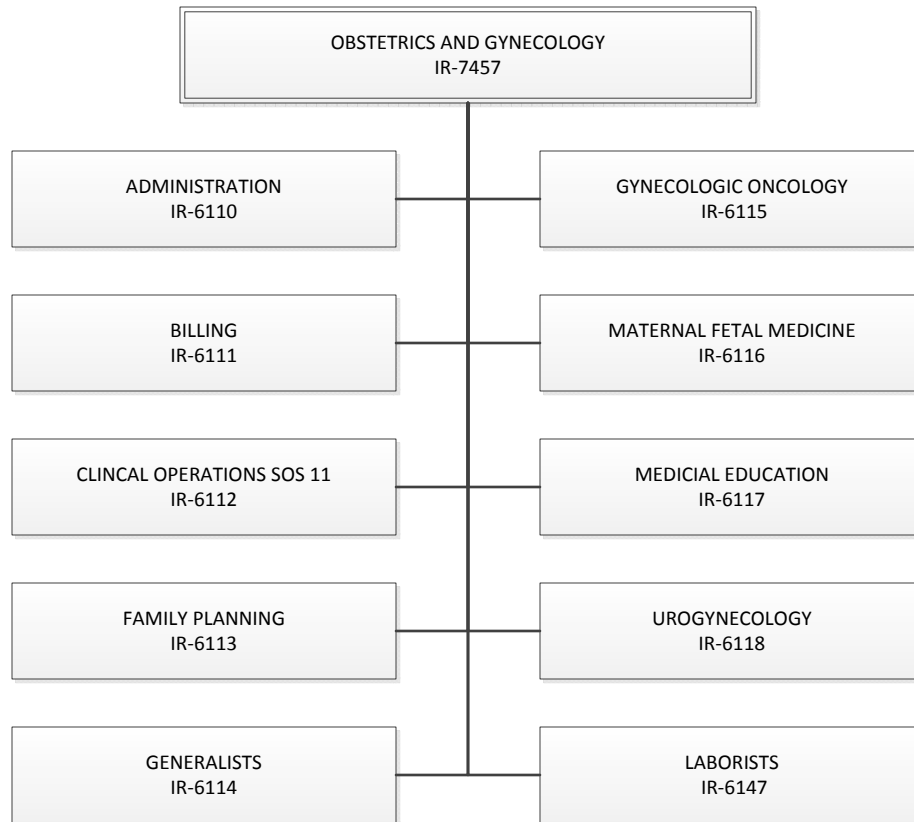 OBSTETRICS AND GYNECOLOGY
IR-7457
ADMINISTRATION
IR-6110
GYNECOLOGIC ONCOLOGY
IR-6115
BILLING
IR-6111
MATERNAL FETAL MEDICINE
IR-6116
CLINCAL OPERATIONS SOS 11
IR-6112
MEDICIAL EDUCATION
IR-6117
FAMILY PLANNING
IR-6113
UROGYNECOLOGY
IR-6118
GENERALISTS
IR-6114
LABORISTS
IR-6147